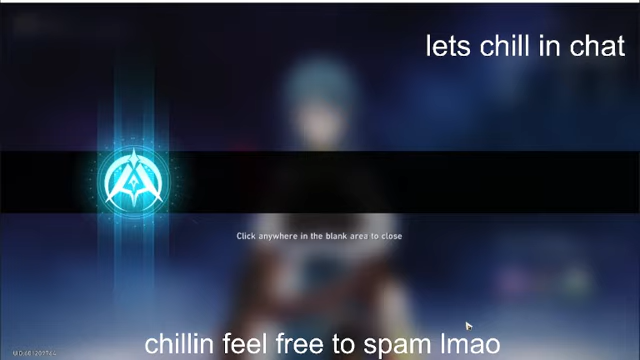 lets chill in chat
Click anywhere in the blank area to close
chillin feel free to spam lmao